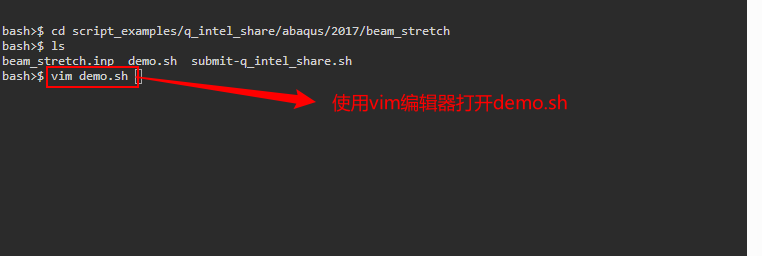 bash>$ cd script_examples/q_intel_share/abaqus/2017/beam_stretch
bash>$ ls
beam_stretch.inp  demo.sh  submit-q_intel_share.sh
bash>$ vim demo.sh
使用vim编辑器打开demo.sh